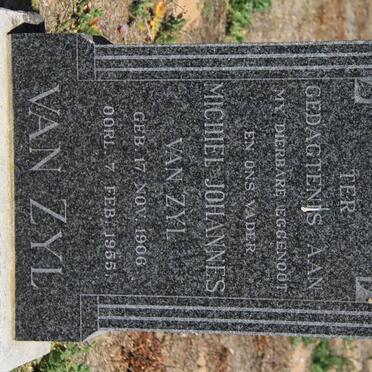 TER
GEDAGTENIS AAN
MY DIERBARE EGGENOOT
EN ONS VADER
MICHIEL JOHANNES
VAN ZYL
GEB. 17 NOV. 1906
OORL. 7 FEB. 1955.
VAN ZYL